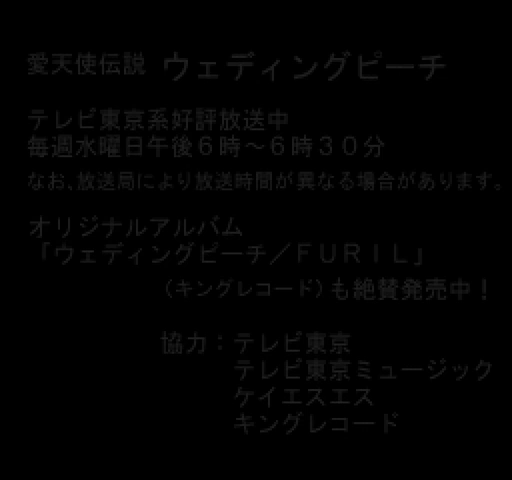 愛天使伝説 ウェディングピーチ
テレビ東京系好評放送中
毎週水曜日午後６時～６時３０分
なお、放送局により放送時間が異なる場合があります。
オリジナルアルバム
「ウェディングピーチ／ＦＵＲＩＬ」
（キングレコード）も絶賛発売中！
協力：テレビ東京
テレビ東京ミュージック
ケイエスエス
キングレコード